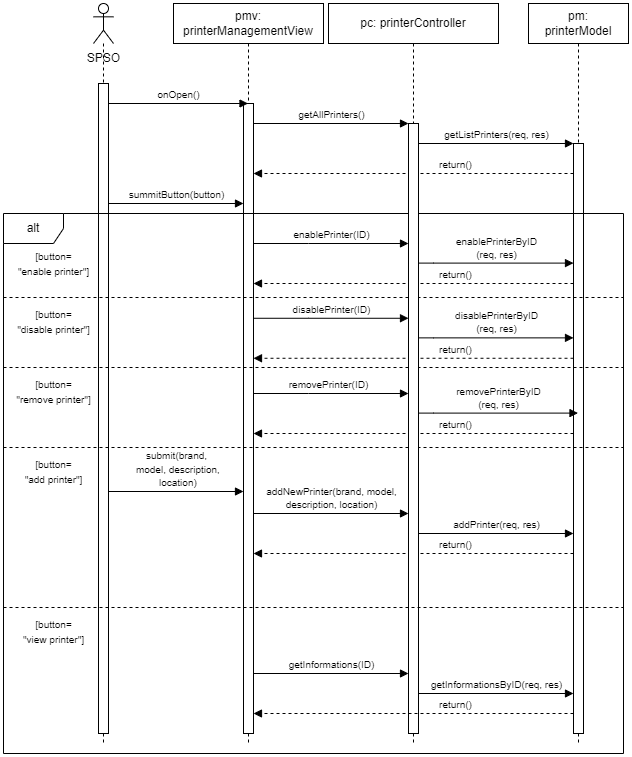 pmv:
printerManagementView
pc: printerController
pm:
printerModel
SPSO
onOpen()
getAllPrinters()
getListPrinters(req, res)
return()
summitButton(button)
alt
[button=
"enable printer"]
enablePrinter(ID)
enablePrinterByID
(req, res)
return()
[button=
"disable printer"]
disablePrinter(ID)
disablePrinterByID
(req, res)
return()
[button=
"remove printer"]
removePrinter(ID)
removePrinterByID
(req, res)
return()
[button=
"add printer"]
submit(brand,
model, description,
location)
addNewPrinter(brand, model,
description, location)
addPrinter(req, res)
return()
[button=
"view printer"]
getInformations(ID)
getInformationsByID(req, res)
return()